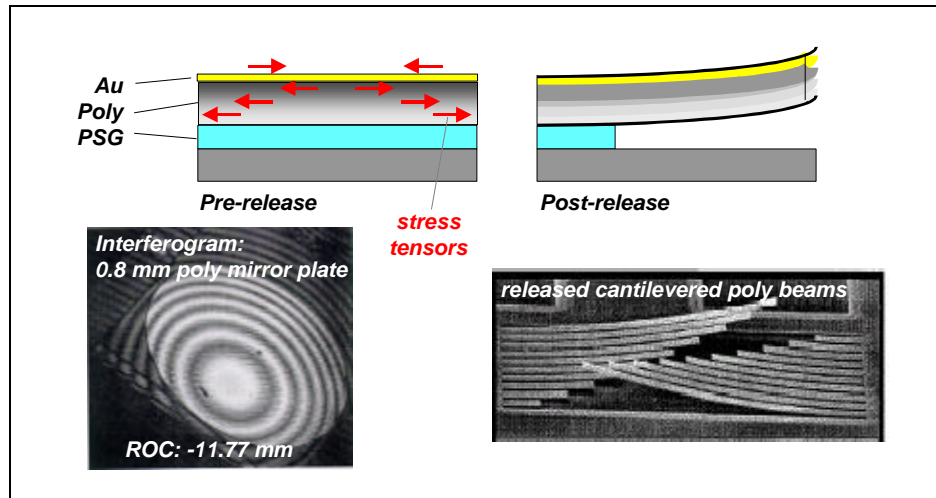 Au
Poly
PSG
Pre-release
Post-release
stress
tensors
Interferogram:
0.8 mm poly mirror plate
ROC: -11.77 mm
released cantilevered poly beams